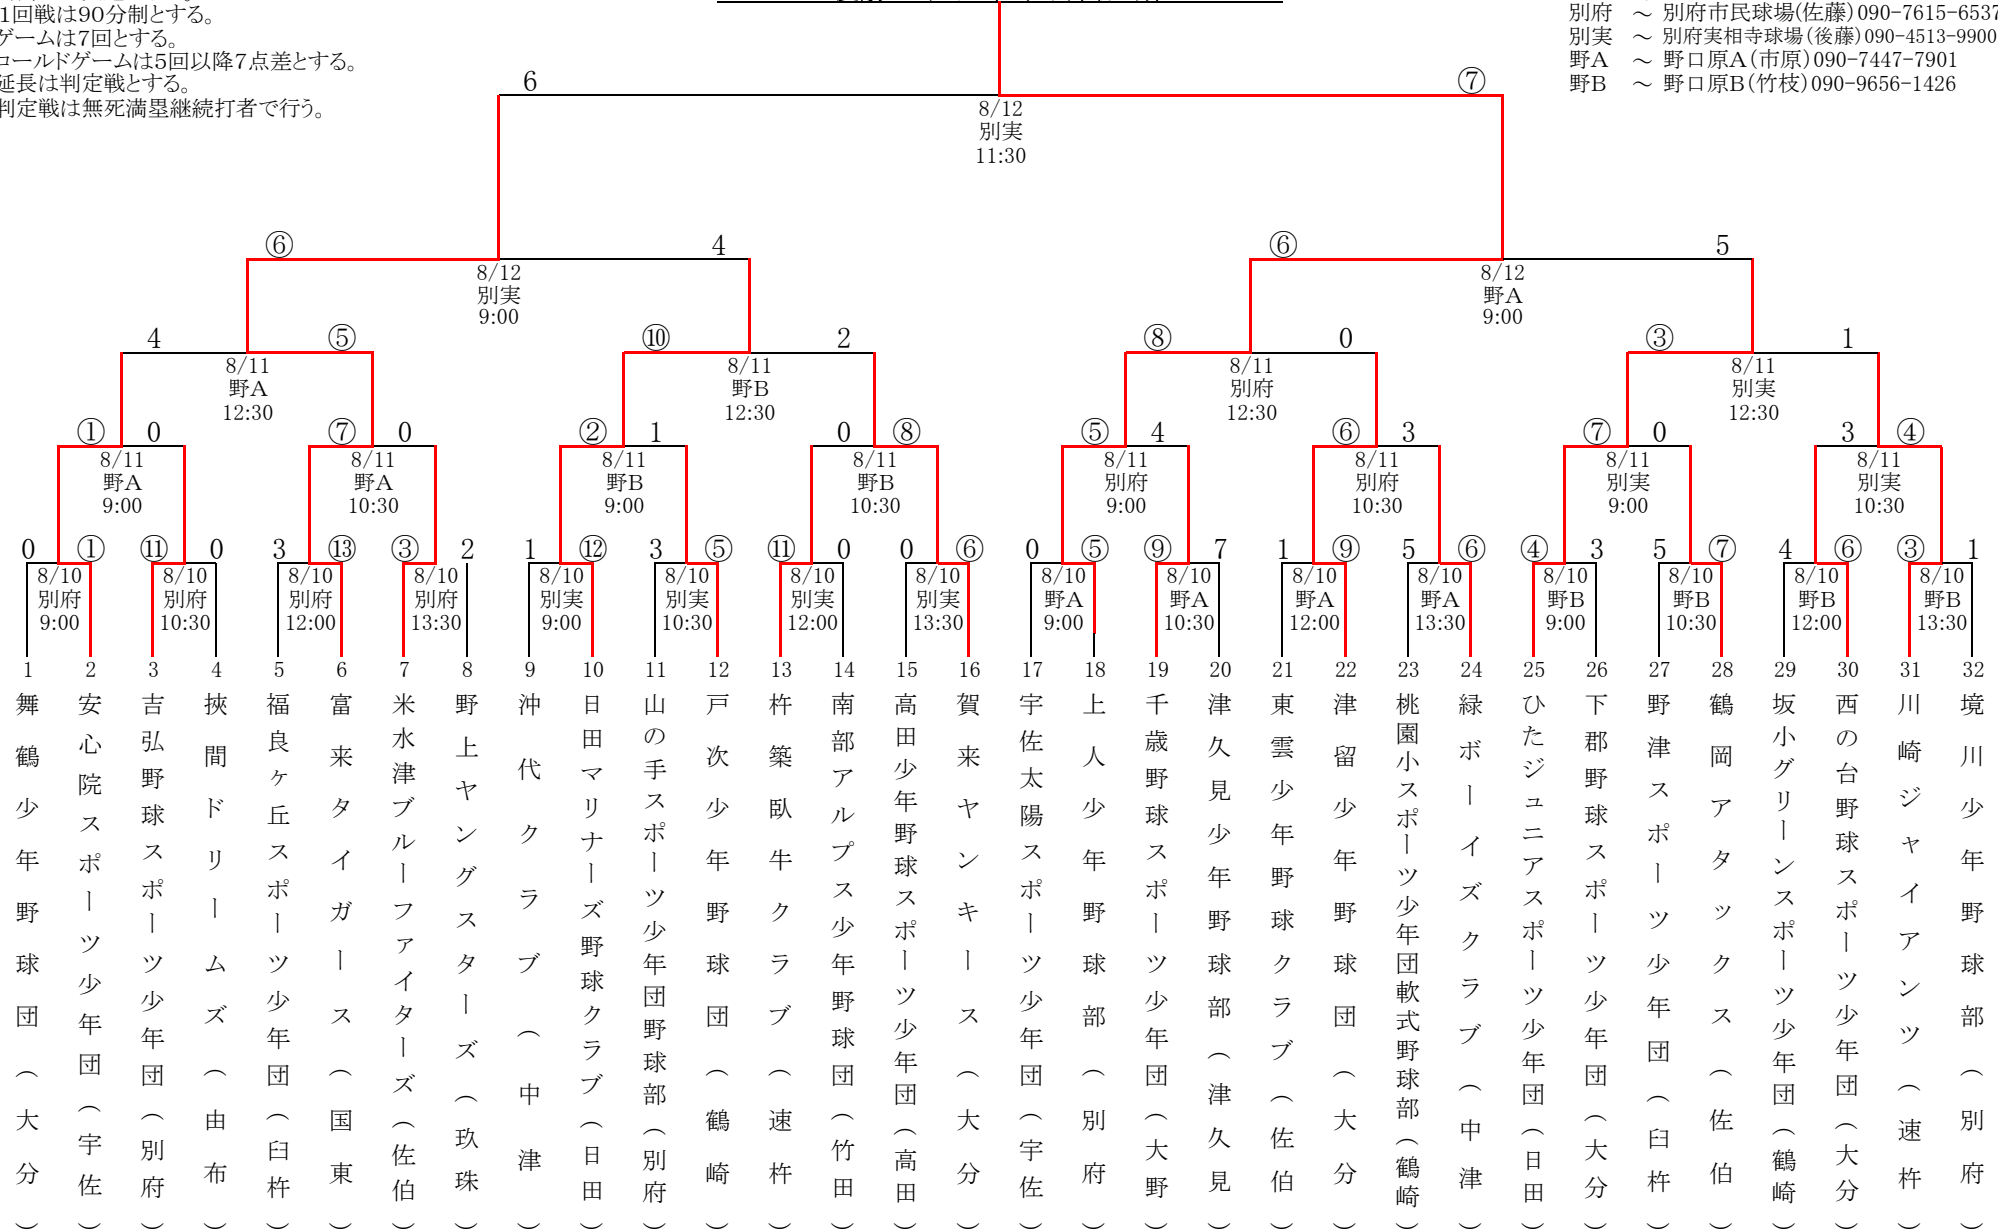 1回戦は90分制とする。
ゲームは7回とする。
コールドゲームは5回以降7点差とする。
延長は判定戦とする。
判定戦は無死満塁継続打者で行う。
別府 ～ 別府市民球場(佐藤)090-7615-6537
別実 ～ 別府実相寺球場(後藤)090-4513-9900
野A ～ 野口原A(市原)090-7447-7901
野B ～ 野口原B(竹枝)090-9656-1426
6 ⑦
8/12
別実
11:30
⑥ 4 ⑥ 5
8/12 8/12
別実 野A
9:00 9:00
4 ⑤ ⑩ 2 ⑧ 0 ③ 1
8/11 8/11 8/11 8/11
野A 野B 別府 別実
12:30 12:30 12:30 12:30
① 0 ⑦ 0 ② 1 0 ⑧ ⑤ 4 ⑥ 3 ⑦ 0 3 ④
8/11 8/11 8/11 8/11 8/11 8/11 8/11 8/11
野A 野A 野B 野B 別府 別府 別実 別実
9:00 10:30 9:00 10:30 9:00 10:30 9:00 10:30
0 ① ⑪ 0 3 ⑬ ③ 2 1 ⑫ 3 ⑤ ⑪ 0 0 ⑥ 0 ⑤ ⑨ 7 1 ⑨ 5 ⑥ ④ 3 5 ⑦ 4 ⑥ ③ 1
8/10 8/10 8/10 8/10 8/10 8/10 8/10 8/10 8/10 8/10 8/10 8/10 8/10 8/10 8/10 8/10
別府 別府 別府 別府 別実 別実 別実 別実 野A 野A 野A 野A 野B 野B 野B 野B
9:00 10:30 12:00 13:30 9:00 10:30 12:00 13:30 9:00 10:30 12:00 13:30 9:00 10:30 12:00 13:30
1 舞鶴少年野球団(大分)
2 安心院スポーツ少年団(宇佐)
3 吉弘野球スポーツ少年団(別府)
4 挾間ドリームズ(由布)
5 福良ヶ丘スポーツ少年団(臼杵)
6 富来タイガース(国東)
7 米水津ブルーファイターズ(佐伯)
8 野上ヤングスターズ(玖珠)
9 沖代クラブ(中津)
10 日田マリナーズ野球クラブ(日田)
11 山の手スポーツ少年団野球部(別府)
12 戸次少年野球団(鶴崎)
13 杵築臥牛クラブ(速杵)
14 南部アルプス少年野球団(竹田)
15 高田少年野球スポーツ少年団(高田)
16 賀来ヤンキース(大分)
17 宇佐太陽スポーツ少年団(宇佐)
18 上人少年野球部(別府)
19 千歳野球スポーツ少年団(大野)
20 津久見少年野球部(津久見)
21 東雲少年野球クラブ(佐伯)
22 津留少年野球団(大分)
23 桃園小スポーツ少年団軟式野球部(鶴崎)
24 緑ボーイズクラブ(中津)
25 ひたジュニアスポーツ少年団(日田)
26 下郡野球スポーツ少年団(大分)
27 野津スポーツ少年団(臼杵)
28 鶴岡アタックス(佐伯)
29 坂小グリーンスポーツ少年団(鶴崎)
30 西の台野球スポーツ少年団(大分)
31 川崎ジャイアンツ(速杵)
32 境川少年野球部(別府)